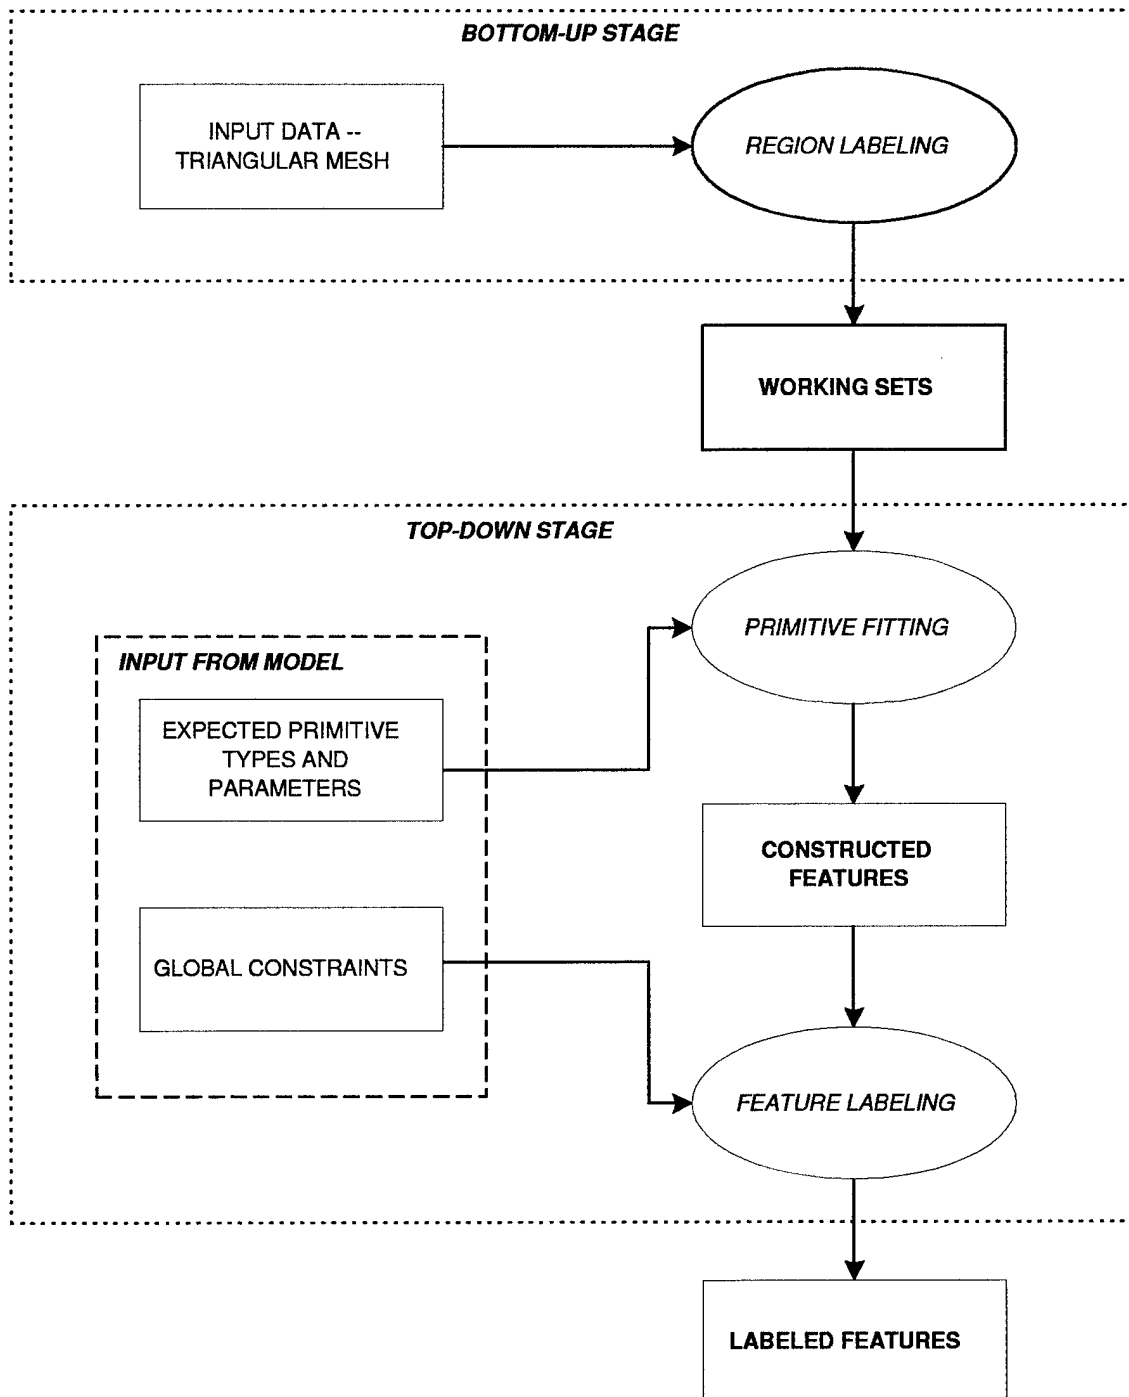 BOTTOM-UP STAGE
INPUT DATA --
TRIANGULAR MESH
REGION LABELING
WORKING SETS
TOP-DOWN STAGE
PRIMITIVE FITTING
INPUT FROM MODEL
EXPECTED PRIMITIVE
TYPES AND
PARAMETERS
CONSTRUCTED
FEATURES
GLOBAL CONSTRAINTS
FEATURE LABELING
LABELED FEATURES